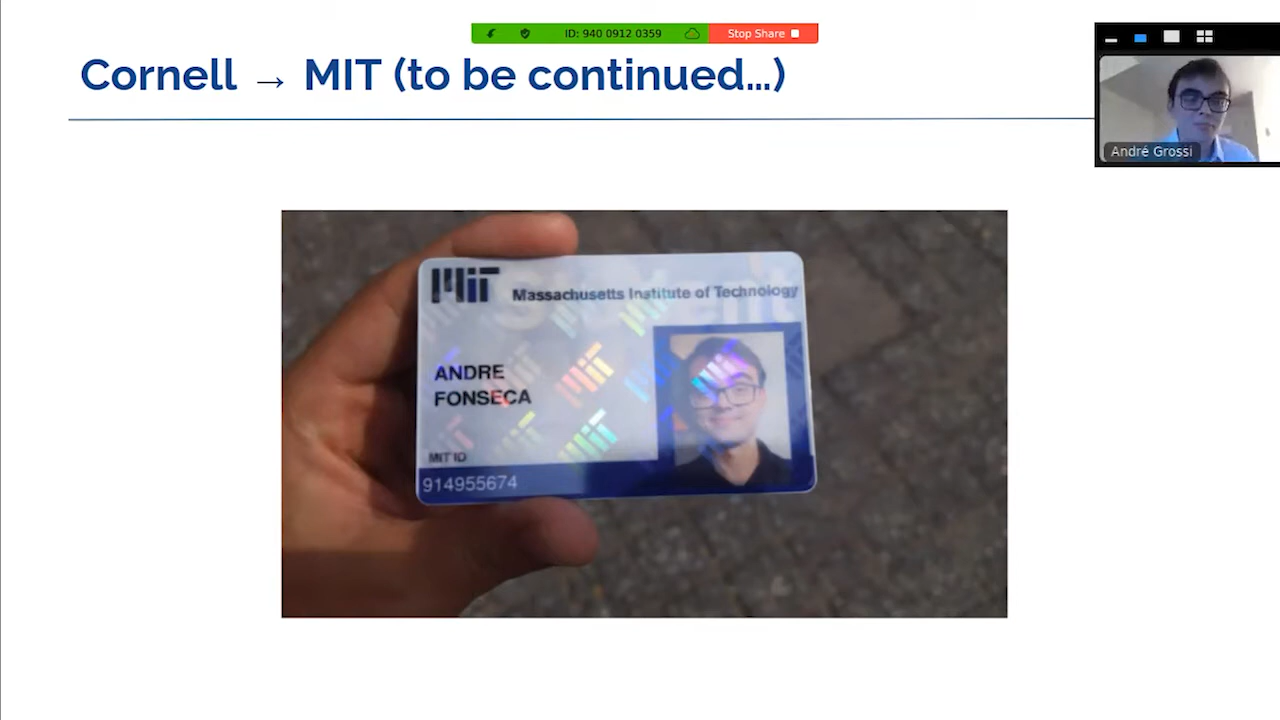 ID: 940 0912 0359
Stop Share
Cornell → MIT (to be continued...)
André Grossi
MIT
Massachusetts Institute of Technology
Student
ANDRE
FONSECA
MIT ID
914955674